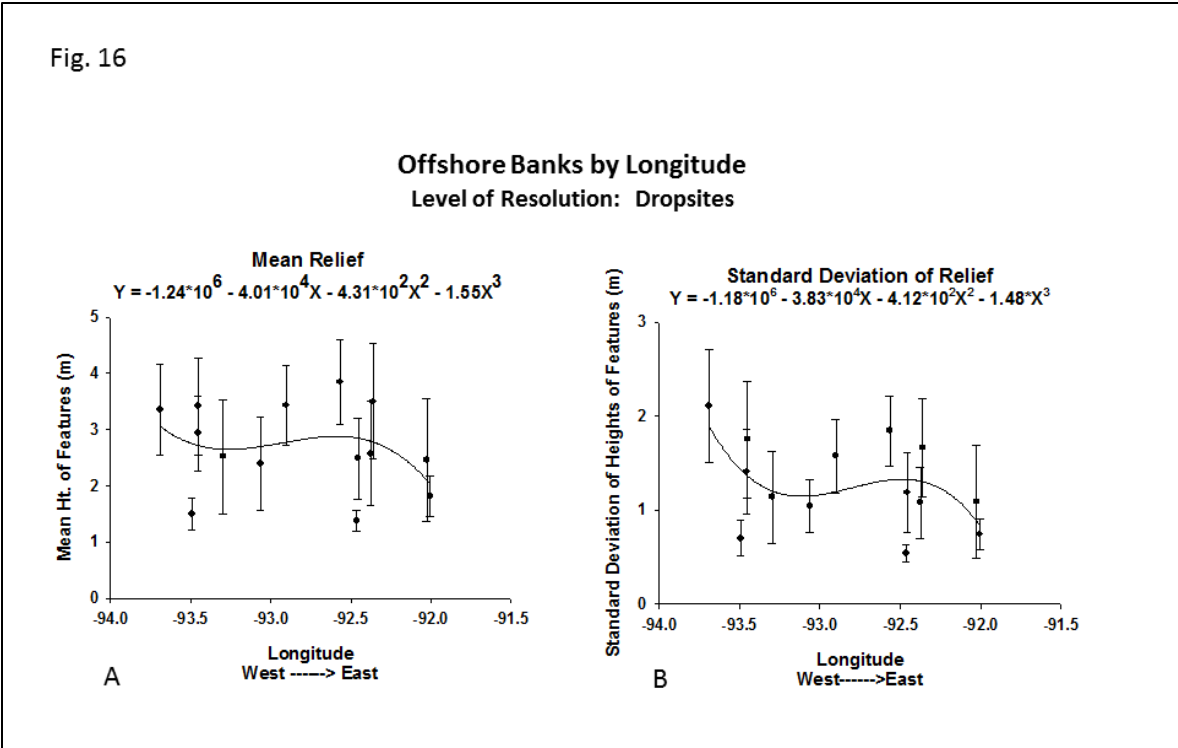 Fig. 16
Offshore Banks by Longitude
Level of Resolution: Dropsites
Mean Relief
Y = -1.24*10^6 - 4.01*10^4X - 4.31*10^2X^2 - 1.55X^3
Mean Ht. of Features (m)
5
4
3
2
1
0
-94.0 -93.5 -93.0 -92.5 -92.0 -91.5
Longitude
West ------> East
A
Standard Deviation of Relief
Y = -1.18*10^6 - 3.83*10^4X - 4.12*10^2X^2 - 1.48*X^3
Standard Deviation of Heights of Features (m)
3
2
1
0
-94.0 -93.5 -93.0 -92.5 -92.0 -91.5
Longitude
West------>East
B